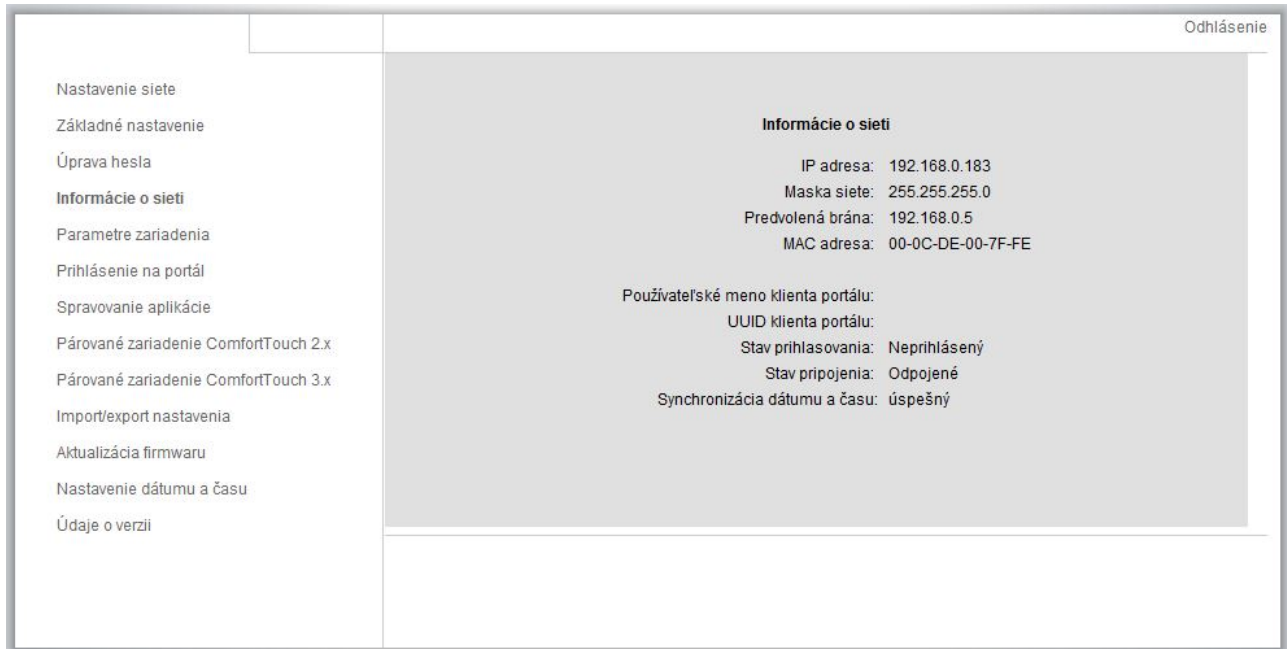 Odhlásenie
Nastavenie siete
Základné nastavenie
Úprava hesla
Informácie o sieti
Parametre zariadenia
Prihlásenie na portál
Spravovanie aplikácie
Párované zariadenie ComfortTouch 2.x
Párované zariadenie ComfortTouch 3.x
Import/export nastavenia
Aktualizácia firmwaru
Nastavenie dátumu a času
Údaje o verzii
Informácie o sieti
IP adresa: 192.168.0.183
Maska siete: 255.255.255.0
Predvolená brána: 192.168.0.5
MAC adresa: 00-0C-DE-00-7F-FE
Používateľské meno klienta portálu:
UUID klienta portálu:
Stav prihlasovania: Neprihlásený
Stav pripojenia: Odpojené
Synchronizácia dátumu a času: úspešný